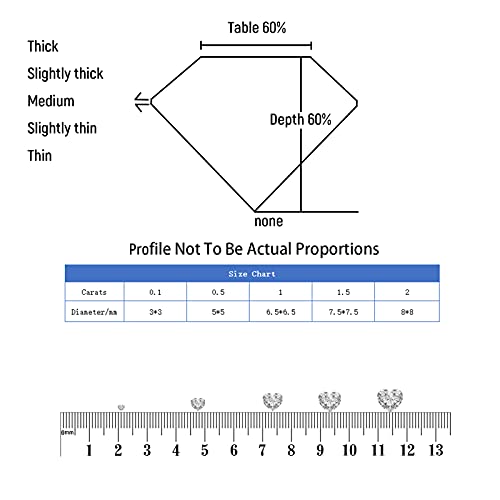 Table 60%
Thick
Slightly thick
Medium
Slightly thin
Thin
Depth 60%
none
Profile Not To Be Actual Proportions
Size Chart
Carats 0.1 0.5 1 1.5 2
Diameter/mm 3*3 5*5 6.5*6.5 7.5*7.5 8*8
1 2 3 4 5 6 7 8 9 10 11 12 13